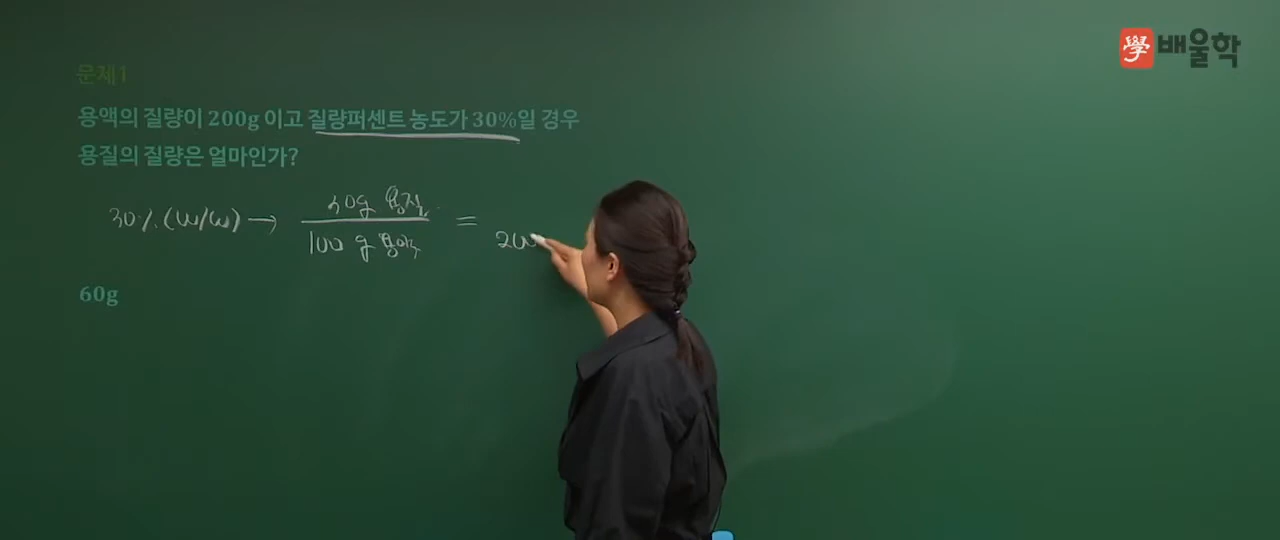 學 배울학
문제1
용액의 질량이 200g 이고 질량퍼센트 농도가 30%일 경우
용질의 질량은 얼마인가?
30% (w/w) → 30g 용질
100 g 용액 =
200
60g